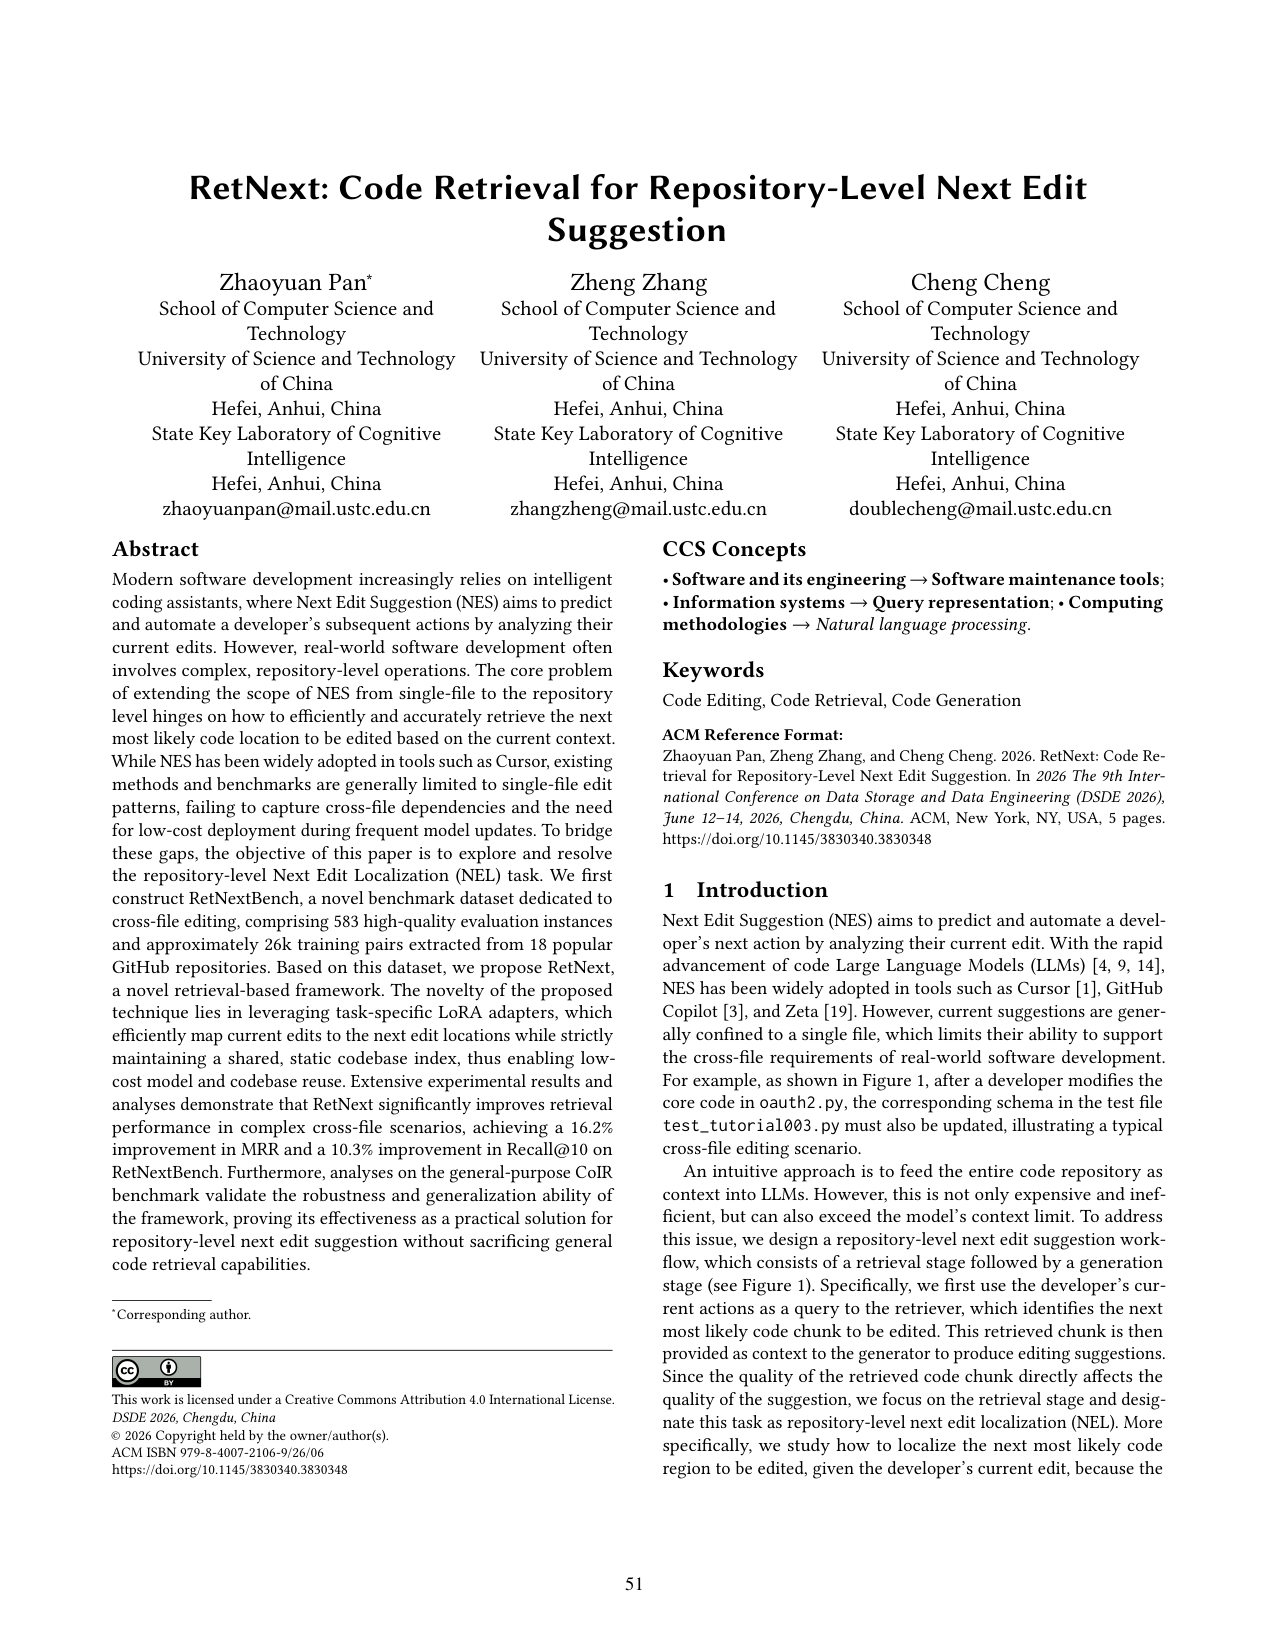 RetNext: Code Retrieval for Repository-Level Next Edit
Suggestion
Zhaoyuan Pan*
School of Computer Science and
Technology
University of Science and Technology
of China
Hefei, Anhui, China
State Key Laboratory of Cognitive
Intelligence
Hefei, Anhui, China
zhaoyuanpan@mail.ustc.edu.cn
Zheng Zhang
School of Computer Science and
Technology
University of Science and Technology
of China
Hefei, Anhui, China
State Key Laboratory of Cognitive
Intelligence
Hefei, Anhui, China
zhangzheng@mail.ustc.edu.cn
Cheng Cheng
School of Computer Science and
Technology
University of Science and Technology
of China
Hefei, Anhui, China
State Key Laboratory of Cognitive
Intelligence
Hefei, Anhui, China
doublecheng@mail.ustc.edu.cn
Abstract
Modern software development increasingly relies on intelligent
coding assistants, where Next Edit Suggestion (NES) aims to predict
and automate a developer's subsequent actions by analyzing their
current edits. However, real-world software development often
involves complex, repository-level operations. The core problem
of extending the scope of NES from single-file to the repository
level hinges on how to efficiently and accurately retrieve the next
most likely code location to be edited based on the current context.
While NES has been widely adopted in tools such as Cursor, existing
methods and benchmarks are generally limited to single-file edit
patterns, failing to capture cross-file dependencies and the need
for low-cost deployment during frequent model updates. To bridge
these gaps, the objective of this paper is to explore and resolve
the repository-level Next Edit Localization (NEL) task. We first
construct RetNextBench, a novel benchmark dataset dedicated to
cross-file editing, comprising 583 high-quality evaluation instances
and approximately 26k training pairs extracted from 18 popular
GitHub repositories. Based on this dataset, we propose RetNext,
a novel retrieval-based framework. The novelty of the proposed
technique lies in leveraging task-specific LoRA adapters, which
efficiently map current edits to the next edit locations while strictly
maintaining a shared, static codebase index, thus enabling low-
cost model and codebase reuse. Extensive experimental results and
analyses demonstrate that RetNext significantly improves retrieval
performance in complex cross-file scenarios, achieving a 16.2%
improvement in MRR and a 10.3% improvement in Recall@10 on
RetNextBench. Furthermore, analyses on the general-purpose CoIR
benchmark validate the robustness and generalization ability of
the framework, proving its effectiveness as a practical solution for
repository-level next edit suggestion without sacrificing general
code retrieval capabilities.
*Corresponding author.
cc BY
This work is licensed under a Creative Commons Attribution 4.0 International License.
DSDE 2026, Chengdu, China
© 2026 Copyright held by the owner/author(s).
ACM ISBN 979-8-4007-2106-9/26/06
https://doi.org/10.1145/3830340.3830348
CCS Concepts
• Software and its engineering → Software maintenance tools;
• Information systems → Query representation; • Computing
methodologies → Natural language processing.
Keywords
Code Editing, Code Retrieval, Code Generation
ACM Reference Format:
Zhaoyuan Pan, Zheng Zhang, and Cheng Cheng. 2026. RetNext: Code Re-
trieval for Repository-Level Next Edit Suggestion. In 2026 The 9th Inter-
national Conference on Data Storage and Data Engineering (DSDE 2026),
June 12–14, 2026, Chengdu, China. ACM, New York, NY, USA, 5 pages.
https://doi.org/10.1145/3830340.3830348
1 Introduction
Next Edit Suggestion (NES) aims to predict and automate a devel-
oper's next action by analyzing their current edit. With the rapid
advancement of code Large Language Models (LLMs) [4, 9, 14],
NES has been widely adopted in tools such as Cursor [1], GitHub
Copilot [3], and Zeta [19]. However, current suggestions are gener-
ally confined to a single file, which limits their ability to support
the cross-file requirements of real-world software development.
For example, as shown in Figure 1, after a developer modifies the
core code in oauth2.py, the corresponding schema in the test file
test_tutorial003.py must also be updated, illustrating a typical
cross-file editing scenario.
An intuitive approach is to feed the entire code repository as
context into LLMs. However, this is not only expensive and inef-
ficient, but can also exceed the model's context limit. To address
this issue, we design a repository-level next edit suggestion work-
flow, which consists of a retrieval stage followed by a generation
stage (see Figure 1). Specifically, we first use the developer's cur-
rent actions as a query to the retriever, which identifies the next
most likely code chunk to be edited. This retrieved chunk is then
provided as context to the generator to produce editing suggestions.
Since the quality of the retrieved code chunk directly affects the
quality of the suggestion, we focus on the retrieval stage and desig-
nate this task as repository-level next edit localization (NEL). More
specifically, we study how to localize the next most likely code
region to be edited, given the developer's current edit, because the
51